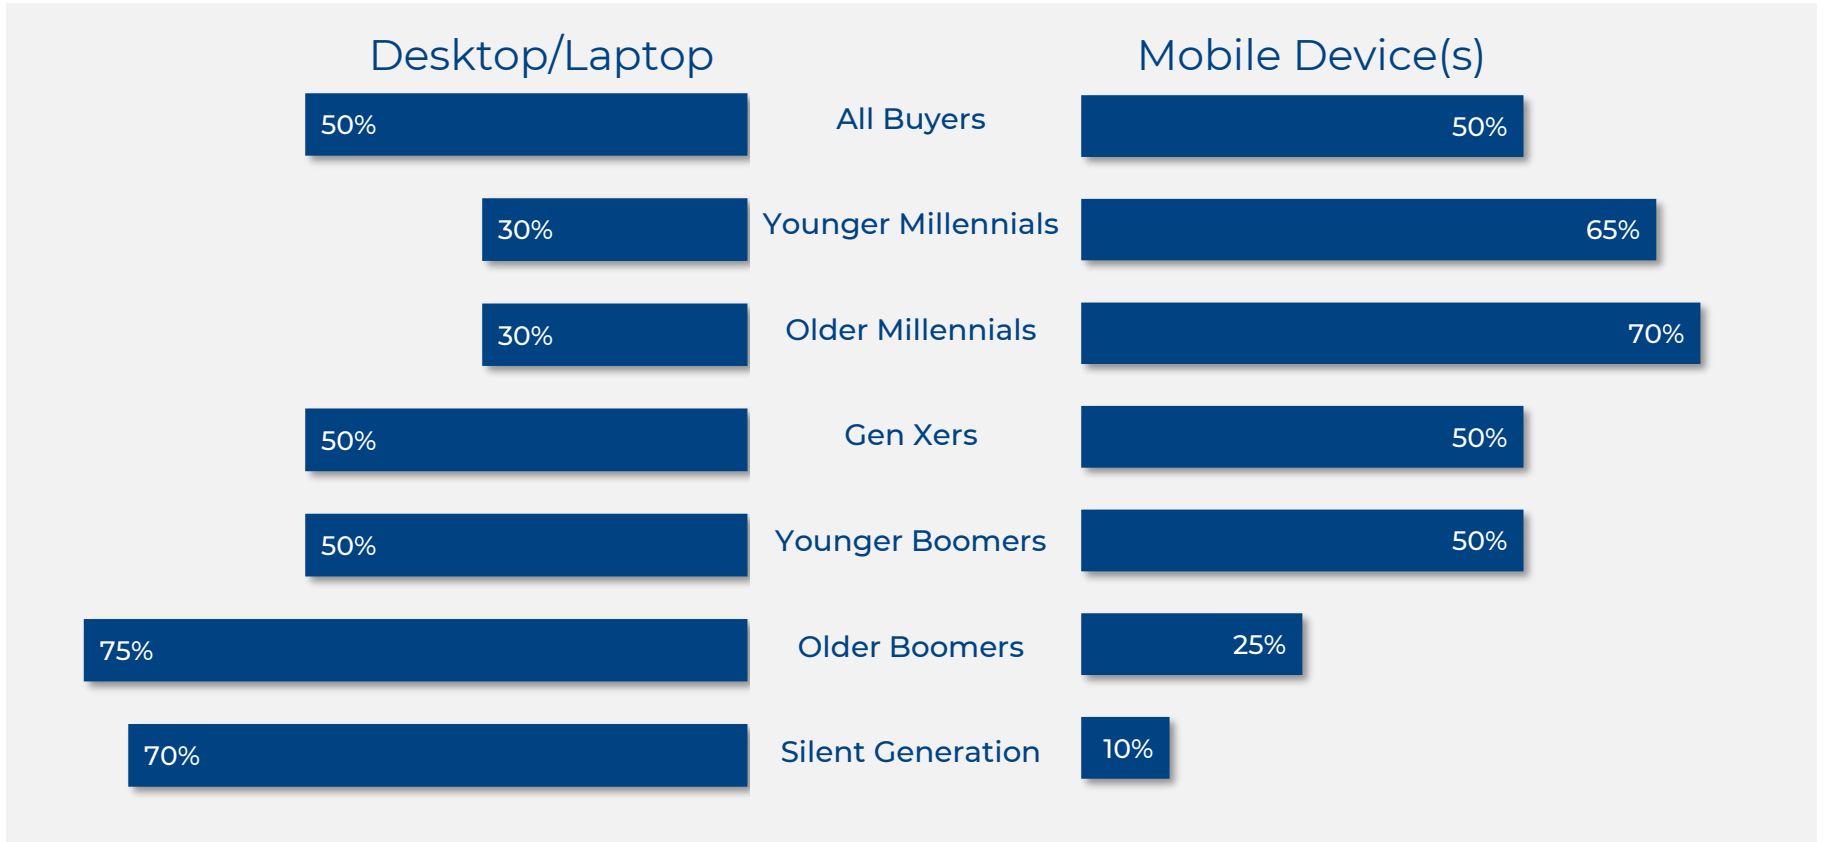 Desktop/Laptop
Mobile Device(s)
50%
All Buyers
50%
30%
Younger Millennials
65%
30%
Older Millennials
70%
50%
Gen Xers
50%
50%
Younger Boomers
50%
75%
Older Boomers
25%
70%
Silent Generation
10%